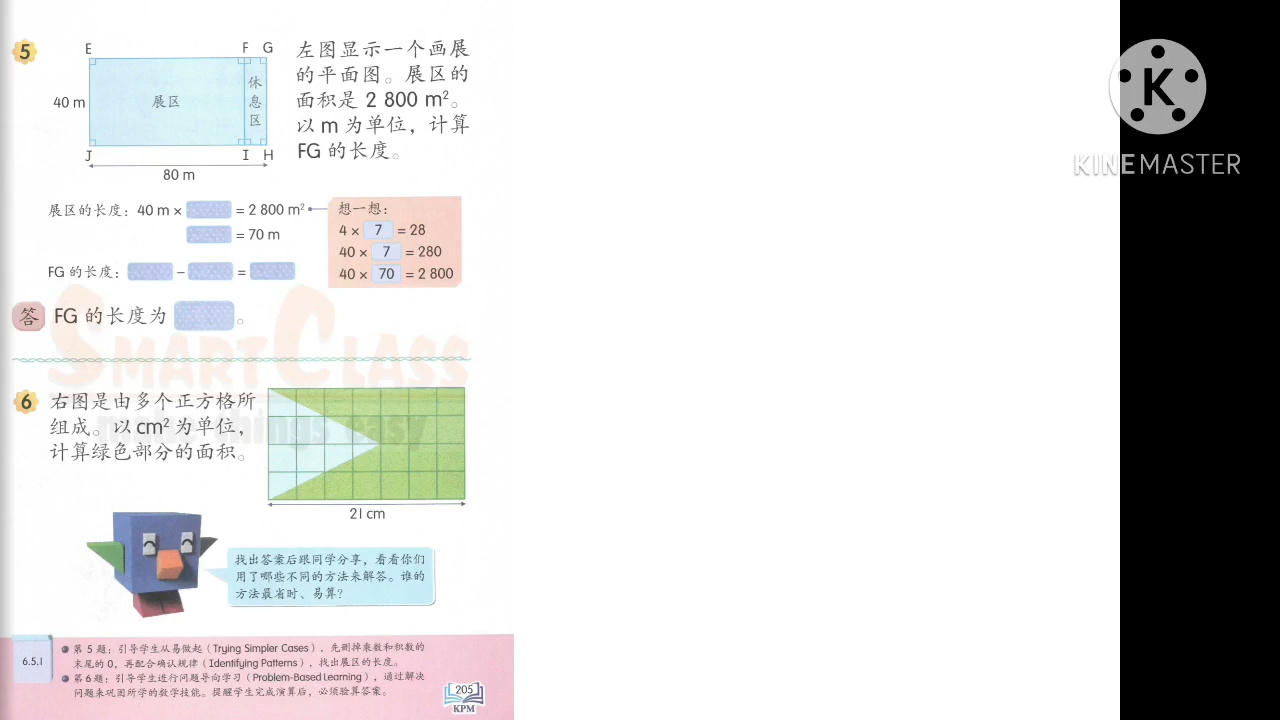 5
E F G
40 m
展区
休
息
区
J I H
80 m
左图显示一个画展
的平面图。展区的
面积是 2 800 m²。
以 m 为单位，计算
FG 的长度。
展区的长度：40 m × = 2 800 m²
= 70 m
FG 的长度： − =
想一想：
4 × 7 = 28
40 × 7 = 280
40 × 70 = 2 800
答 FG 的长度为 。
SMART CLASS
make things easy
6
右图是由多个正方格所
组成。以 cm² 为单位，
计算绿色部分的面积。
21 cm
找出答案后跟同学分享，看看你们
用了哪些不同的方法来解答。谁的
方法最省时、易算？
6.5.1
第 5 题：引导学生从易做起（Trying Simpler Cases），先删掉乘数和积数的
末尾的 0，再配合确认规律（Identifying Patterns），找出展区的长度。
第 6 题：引导学生进行问题导向学习（Problem-Based Learning），通过解决
问题来巩固所学的数学技能。提醒学生完成演算后，必须验算答案。
205
KPM
K
KINEMASTER